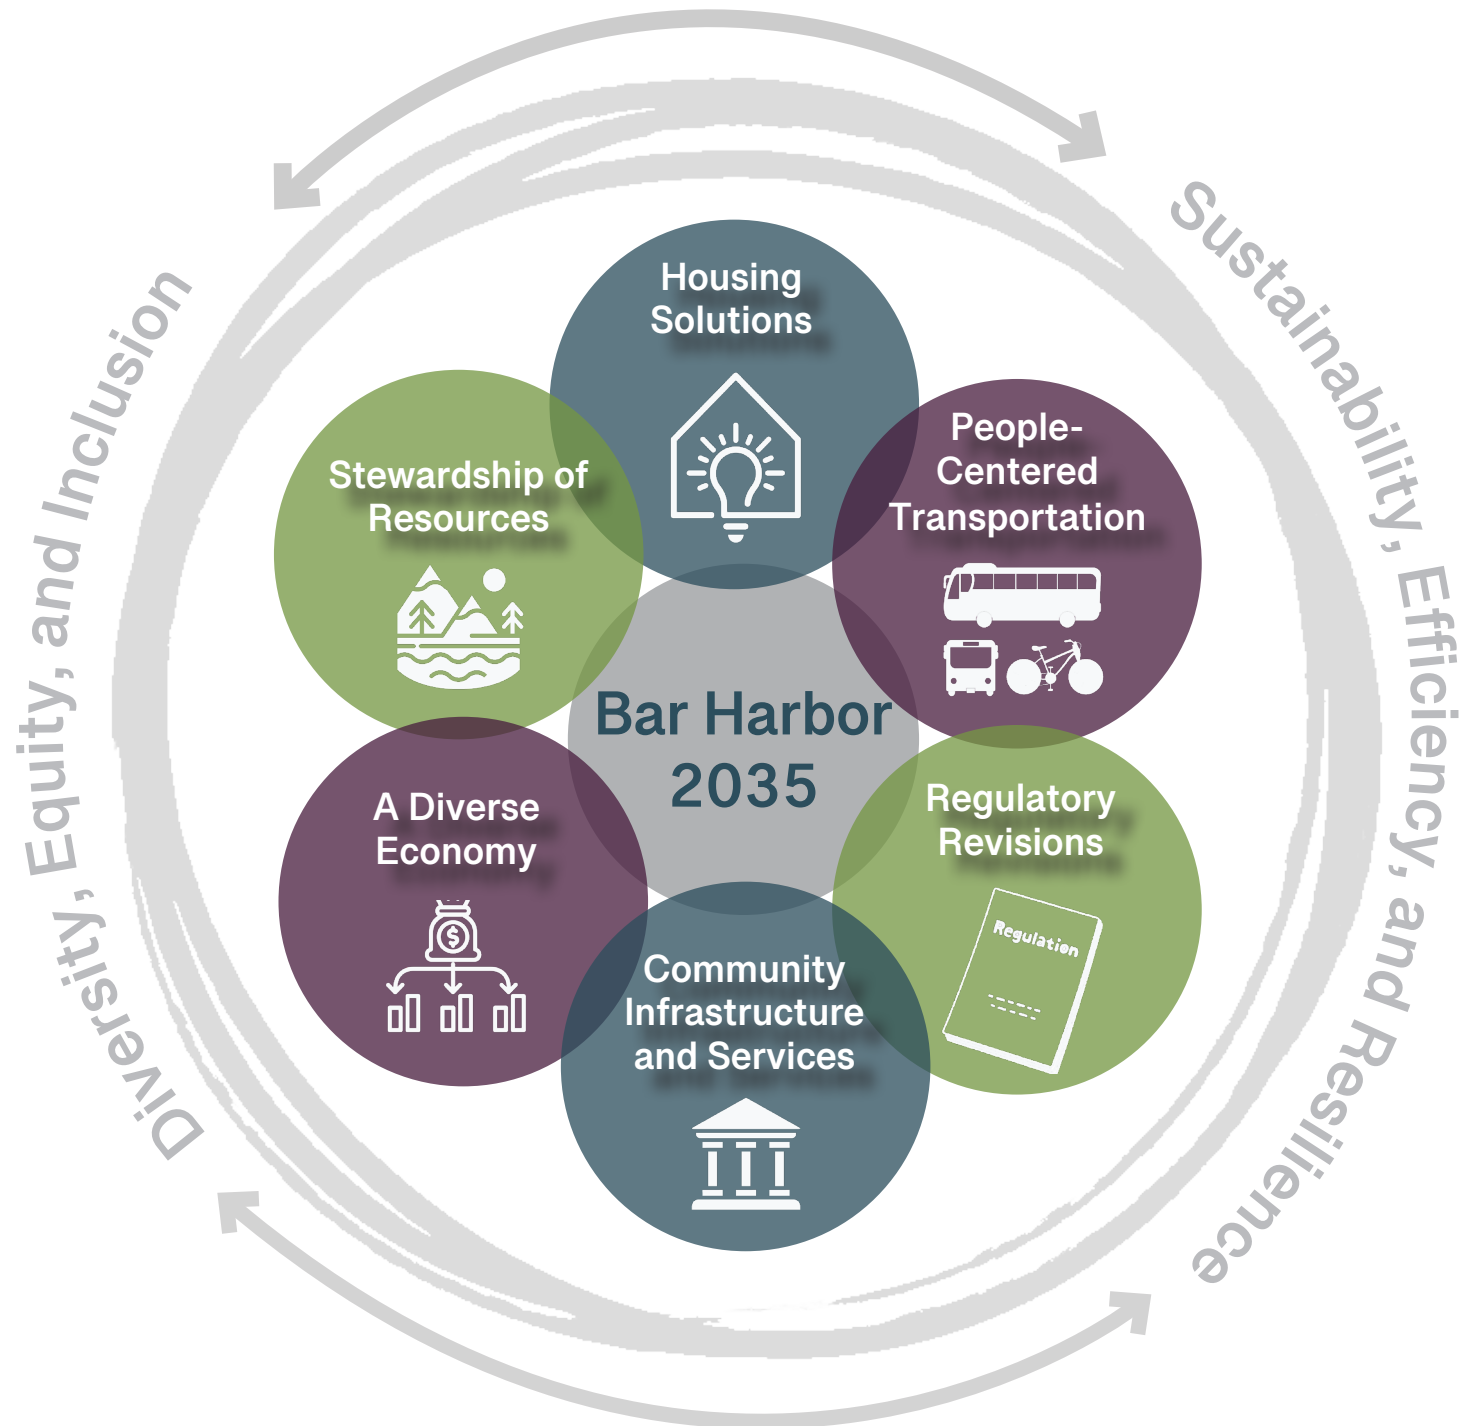 Housing
Solutions
People-
Centered
Transportation
Stewardship of
Resources
Bar Harbor
2035
A Diverse
Economy
$
Regulatory
Revisions
Regulation
Community
Infrastructure
and Services
Diversity, Equity, and Inclusion
Sustainability, Efficiency, and Resilience